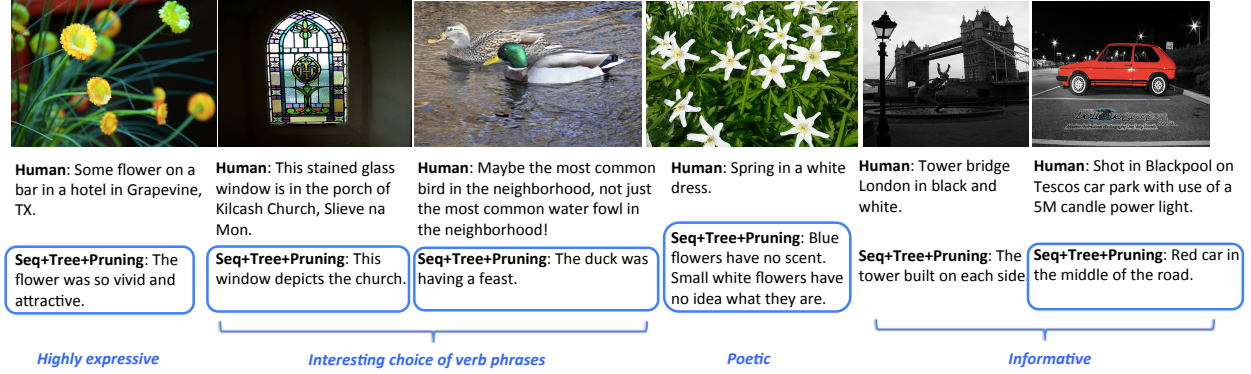 Human: Some flower on a
bar in a hotel in Grapevine,
TX.
Seq+Tree+Pruning: The
flower was so vivid and
attractive.
Human: This stained glass
window is in the porch of
Kilcash Church, Slieve na
Mon.
Seq+Tree+Pruning: This
window depicts the church.
Human: Maybe the most common
bird in the neighborhood, not just
the most common water fowl in
the neighborhood!
Seq+Tree+Pruning: The duck was
having a feast.
Human: Spring in a white
dress.
Seq+Tree+Pruning: Blue
flowers have no scent.
Small white flowers have
no idea what they are.
Human: Tower bridge
London in black and
white.
Seq+Tree+Pruning: The
tower built on each side.
Human: Shot in Blackpool on
Tescos car park with use of a
5M candle power light.
Seq+Tree+Pruning: Red car in
the middle of the road.
Highly expressive
Interesting choice of verb phrases
Poetic
Informative